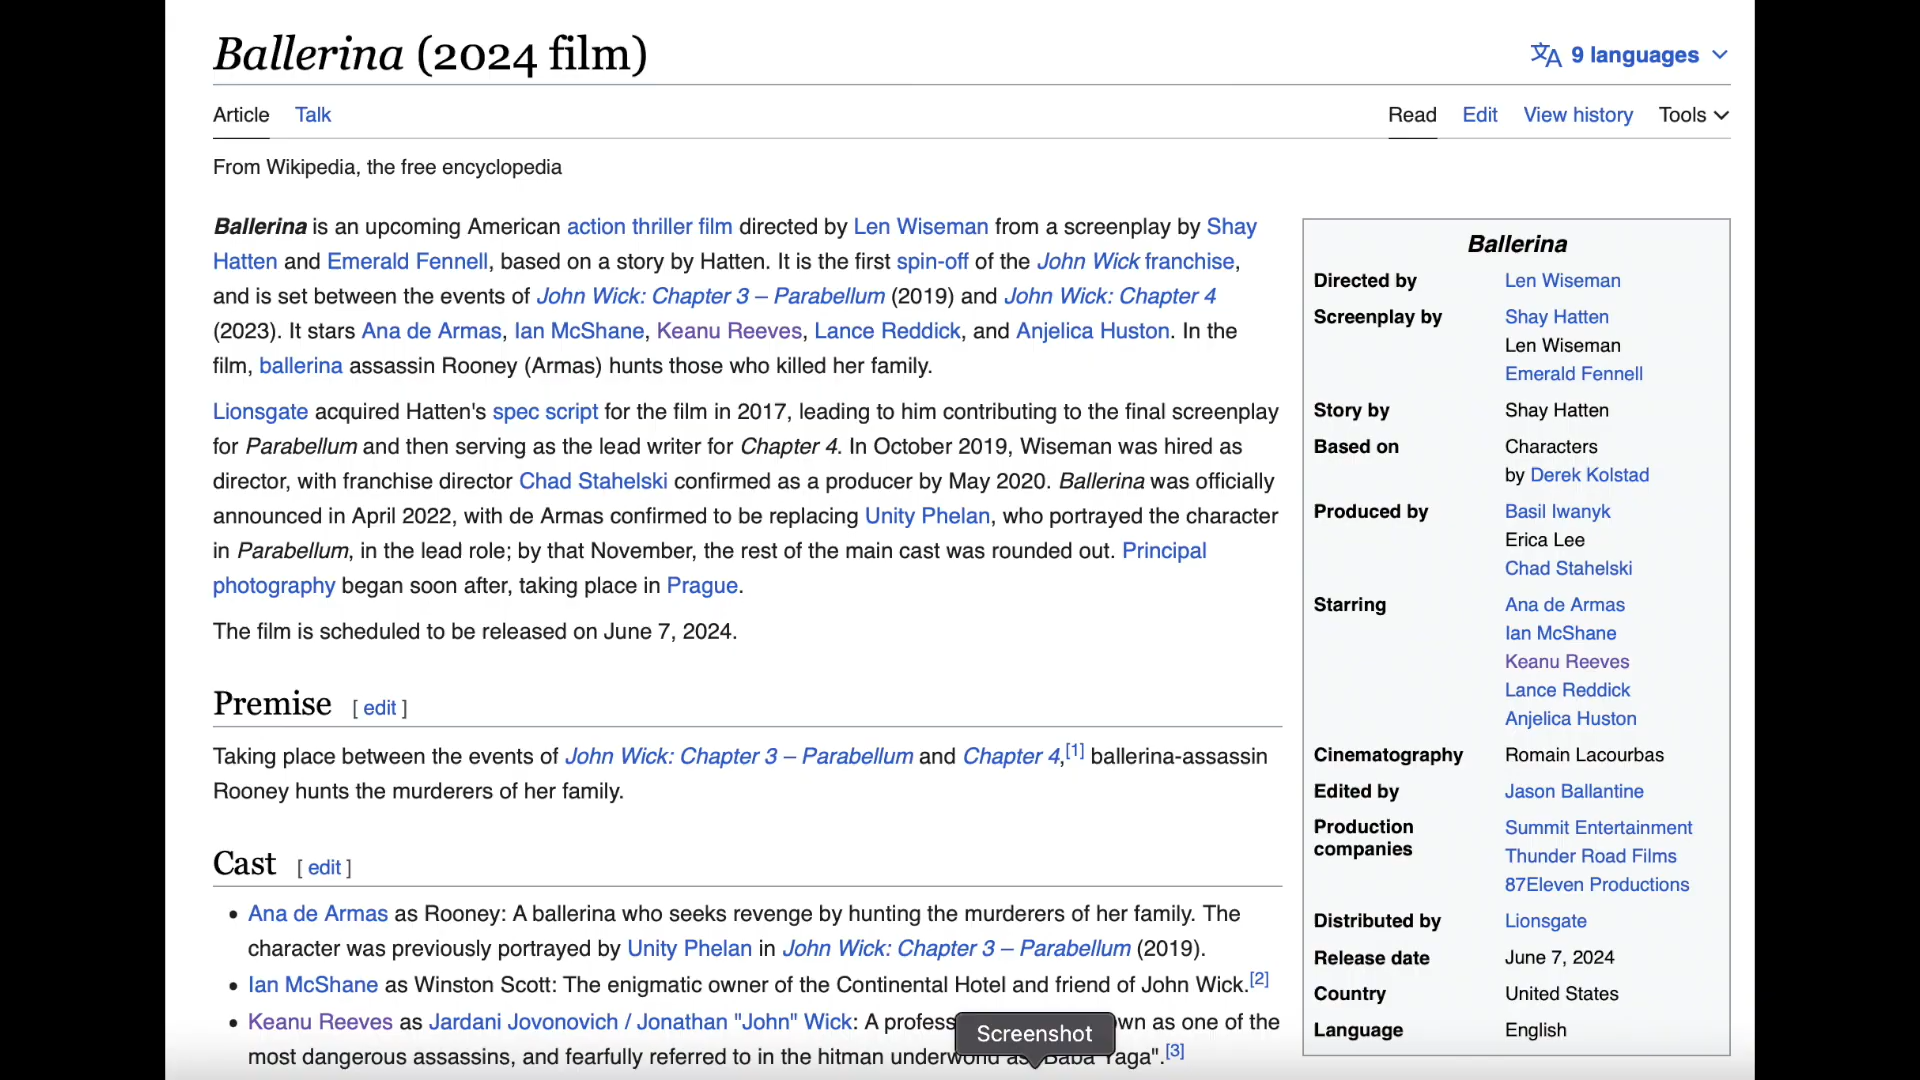 Ballerina (2024 film)
9 languages
Article Talk
Read Edit View history Tools
From Wikipedia, the free encyclopedia
Ballerina is an upcoming American action thriller film directed by Len Wiseman from a screenplay by Shay
Hatten and Emerald Fennell, based on a story by Hatten. It is the first spin-off of the John Wick franchise,
and is set between the events of John Wick: Chapter 3 – Parabellum (2019) and John Wick: Chapter 4
(2023). It stars Ana de Armas, Ian McShane, Keanu Reeves, Lance Reddick, and Anjelica Huston. In the
film, ballerina assassin Rooney (Armas) hunts those who killed her family.
Lionsgate acquired Hatten's spec script for the film in 2017, leading to him contributing to the final screenplay
for Parabellum and then serving as the lead writer for Chapter 4. In October 2019, Wiseman was hired as
director, with franchise director Chad Stahelski confirmed as a producer by May 2020. Ballerina was officially
announced in April 2022, with de Armas confirmed to be replacing Unity Phelan, who portrayed the character
in Parabellum, in the lead role; by that November, the rest of the main cast was rounded out. Principal
photography began soon after, taking place in Prague.
The film is scheduled to be released on June 7, 2024.
Premise [ edit ]
Taking place between the events of John Wick: Chapter 3 – Parabellum and Chapter 4,[1] ballerina-assassin
Rooney hunts the murderers of her family.
Cast [ edit ]
• Ana de Armas as Rooney: A ballerina who seeks revenge by hunting the murderers of her family. The
character was previously portrayed by Unity Phelan in John Wick: Chapter 3 – Parabellum (2019).
• Ian McShane as Winston Scott: The enigmatic owner of the Continental Hotel and friend of John Wick.[2]
• Keanu Reeves as Jardani Jovonovich / Jonathan "John" Wick: A profess wn as one of the
most dangerous assassins, and fearfully referred to in the hitman underworld as "Baba Yaga".[3]
Screenshot
Ballerina
Directed by Len Wiseman
Screenplay by Shay Hatten
Len Wiseman
Emerald Fennell
Story by Shay Hatten
Based on Characters
by Derek Kolstad
Produced by Basil Iwanyk
Erica Lee
Chad Stahelski
Starring Ana de Armas
Ian McShane
Keanu Reeves
Lance Reddick
Anjelica Huston
Cinematography Romain Lacourbas
Edited by Jason Ballantine
Production Summit Entertainment
companies Thunder Road Films
87Eleven Productions
Distributed by Lionsgate
Release date June 7, 2024
Country United States
Language English